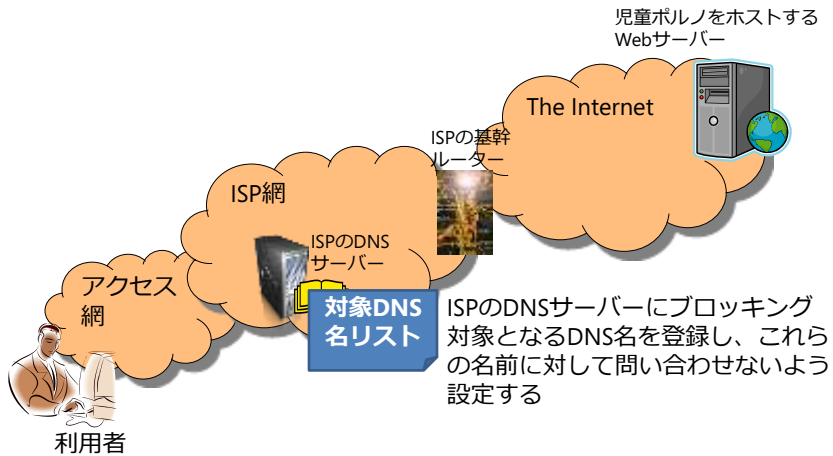 児童ポルノをホストする
Webサーバー
The Internet
ISPの基幹
ルーター
ISP網
ISPのDNS
サーバー
アクセス
網
対象DNS
名リスト
ISPのDNSサーバーにブロッキング
対象となるDNS名を登録し、これら
の名前に対して問い合わせないよう
設定する
利用者